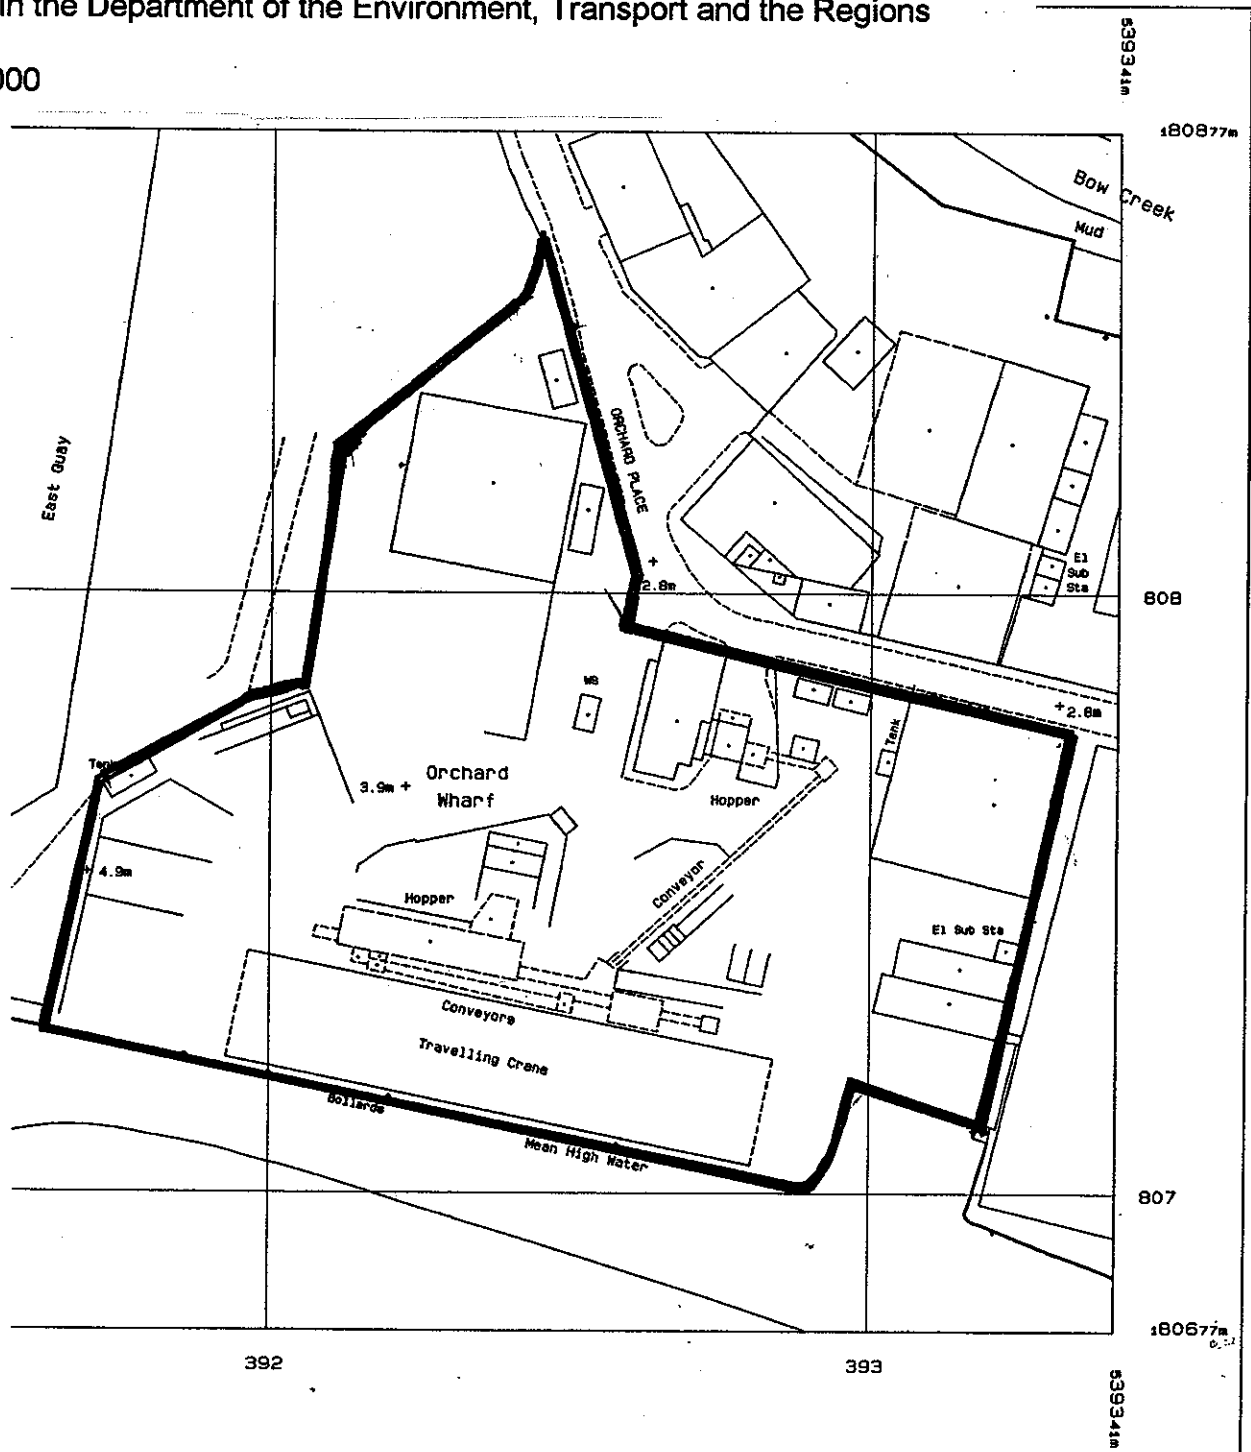 in the Department of the Environment, Transport and the Regions
000
539341m
180877m
Bow Creek
Mud
East Quay
ORCHARD PLACE
El
Sub
Sta
2.8m
808
WB
2.8m
Tank
Tank
3.9m
Orchard
Wharf
Hopper
4.9m
Conveyor
Hopper
El Sub Sta
Conveyors
Travelling Crane
Bollards
Mean High Water
807
180677m
392
393
539341m